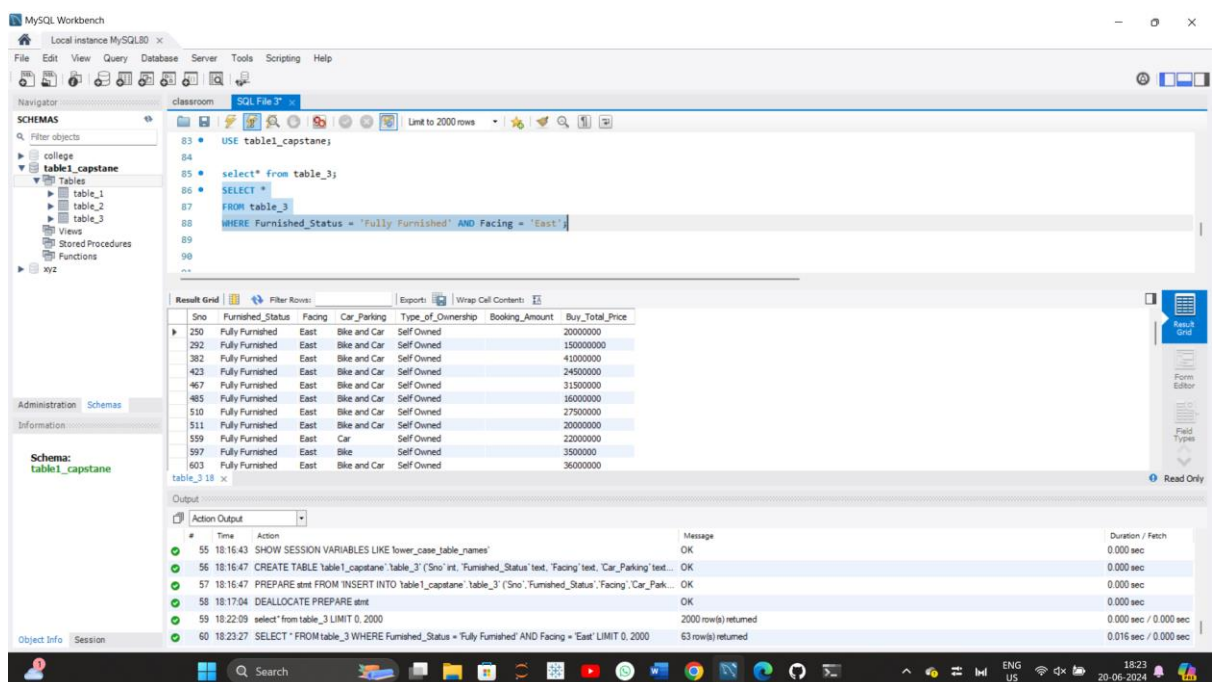 MySQL Workbench
Local instance MySQL80 ×
File Edit View Query Database Server Tools Scripting Help
Navigator
SCHEMAS
Filter objects
college
table1_capstane
Tables
table_1
table_2
table_3
Views
Stored Procedures
Functions
xyz
Administration Schemas
Information
Schema:
table1_capstane
Object Info Session
classroom SQL File 3* ×
Limit to 2000 rows
83 USE table1_capstane;
84
85 select* from table_3;
86 SELECT *
87 FROM table_3
88 WHERE Furnished_Status = 'Fully Furnished' AND Facing = 'East';
89
90
Result Grid Filter Rows: Export: Wrap Cell Content:
Sno Furnished_Status Facing Car_Parking Type_of_Ownership Booking_Amount Buy_Total_Price
250 Fully Furnished East Bike and Car Self Owned 20000000
292 Fully Furnished East Bike and Car Self Owned 150000000
382 Fully Furnished East Bike and Car Self Owned 41000000
423 Fully Furnished East Bike and Car Self Owned 24500000
467 Fully Furnished East Bike and Car Self Owned 31500000
485 Fully Furnished East Bike and Car Self Owned 16000000
510 Fully Furnished East Bike and Car Self Owned 27500000
511 Fully Furnished East Bike and Car Self Owned 20000000
559 Fully Furnished East Car Self Owned 22000000
597 Fully Furnished East Bike Self Owned 3500000
603 Fully Furnished East Bike and Car Self Owned 36000000
Result
Grid
Form
Editor
Field
Types
table_3 18 ×
Read Only
Output
Action Output
# Time Action Message Duration / Fetch
55 18:16:43 SHOW SESSION VARIABLES LIKE 'lower_case_table_names' OK 0.000 sec
56 18:16:47 CREATE TABLE `table1_capstane`.`table_3` (`Sno` int, `Furnished_Status` text, `Facing` text, `Car_Parking` text... OK 0.000 sec
57 18:16:47 PREPARE stmt FROM 'INSERT INTO `table1_capstane`.`table_3` (`Sno`,`Furnished_Status`,`Facing`,`Car_Park... OK 0.000 sec
58 18:17:04 DEALLOCATE PREPARE stmt OK 0.000 sec
59 18:22:09 select* from table_3 LIMIT 0, 2000 2000 row(s) returned 0.000 sec / 0.000 sec
60 18:23:27 SELECT * FROM table_3 WHERE Furnished_Status = 'Fully Furnished' AND Facing = 'East' LIMIT 0, 2000 63 row(s) returned 0.016 sec / 0.000 sec
1
Search
ENG
US
18:23
20-06-2024